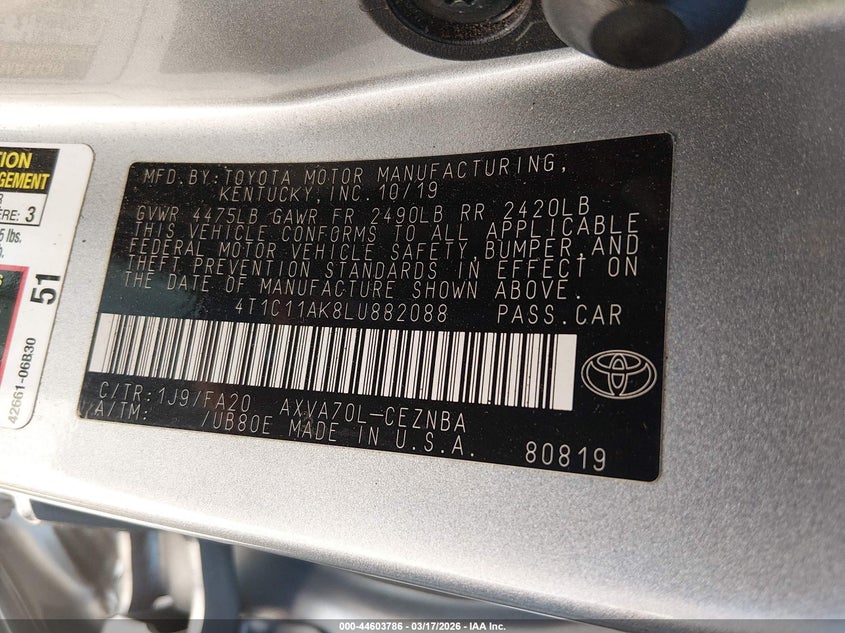 TION
GEMENT
ERE: 3
5 lbs.
51
42661-06B30
MFD.BY:TOYOTA MOTOR MANUFACTURING,
KENTUCKY,INC.10/19
GVWR 4475LB GAWR FR 2490LB RR 2420LB
THIS VEHICLE CONFORMS TO ALL APPLICABLE
FEDERAL MOTOR VEHICLE SAFETY,BUMPER,AND
THEFT PREVENTION STANDARDS IN EFFECT ON
THE DATE OF MANUFACTURE SHOWN ABOVE.
4T1C11AK8LU882088 PASS.CAR
C/TR:1J9/FA20 AXVA70L-CEZNBA
A/TM: /UB80E MADE IN U.S.A. 80819
000-44603786 - 03/17/2026 - IAA Inc.